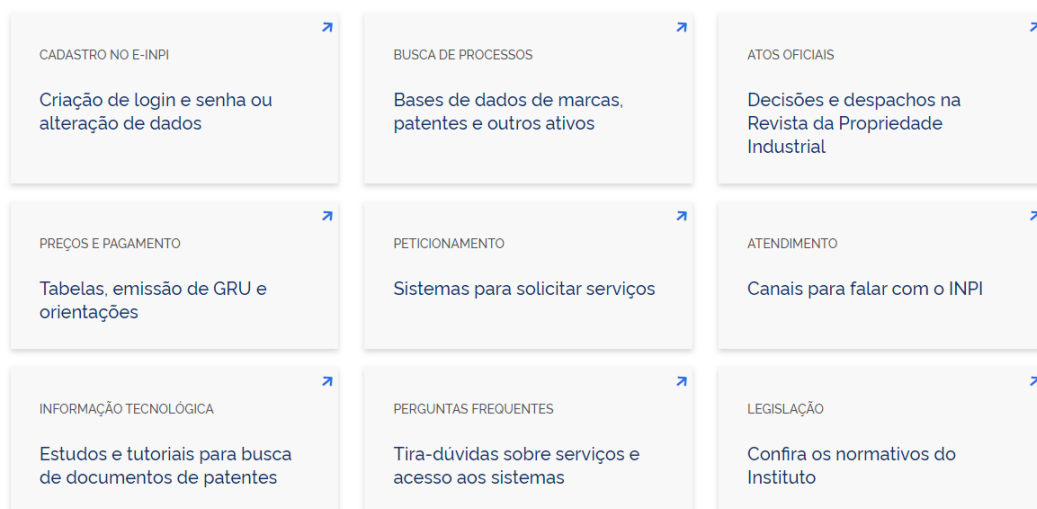 CADASTRO NO E-INPI
Criação de login e senha ou
alteração de dados
BUSCA DE PROCESSOS
Bases de dados de marcas,
patentes e outros ativos
ATOS OFICIAIS
Decisões e despachos na
Revista da Propriedade
Industrial
PREÇOS E PAGAMENTO
Tabelas, emissão de GRU e
orientações
PETICIONAMENTO
Sistemas para solicitar serviços
ATENDIMENTO
Canais para falar com o INPI
INFORMAÇÃO TECNOLÓGICA
Estudos e tutoriais para busca
de documentos de patentes
PERGUNTAS FREQUENTES
Tira-dúvidas sobre serviços e
acesso aos sistemas
LEGISLAÇÃO
Confira os normativos do
Instituto